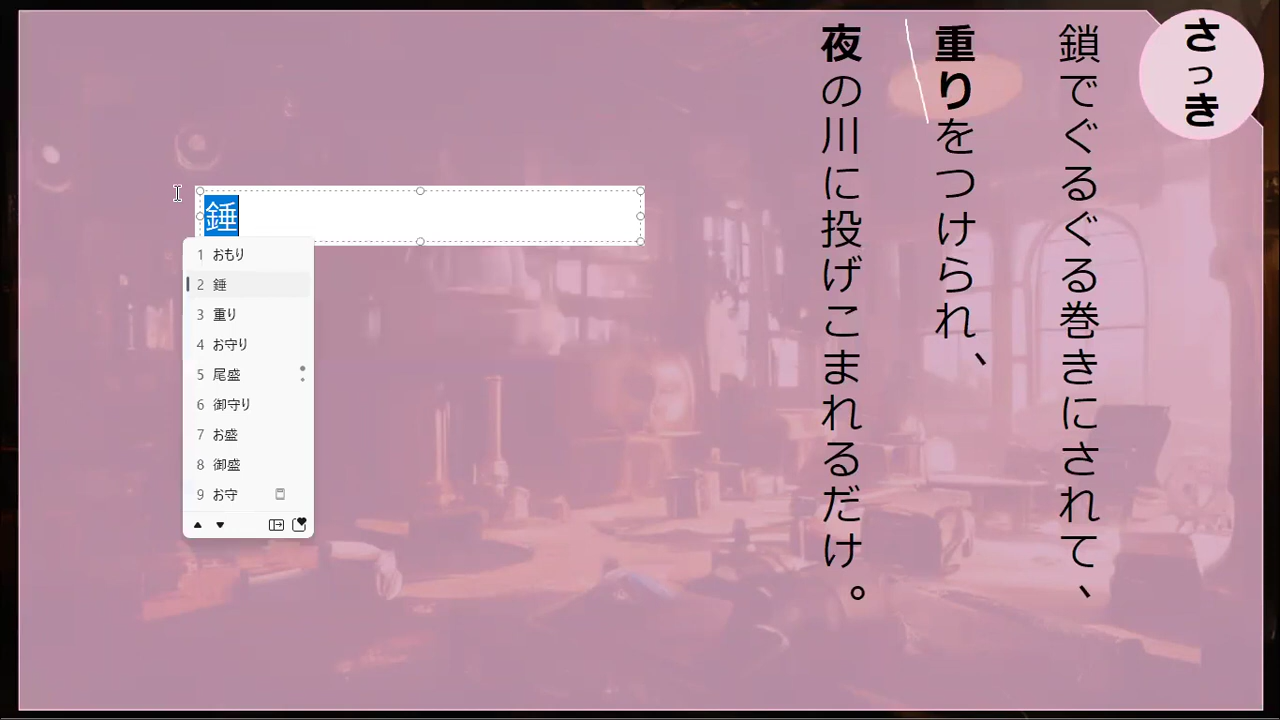 さっき
鎖でぐるぐる巻きにされて、
重りをつけられ、
夜の川に投げこまれるだけ。
錘
1 おもり
2 錘
3 重り
4 お守り
5 尾盛
6 御守り
7 お盛
8 御盛
9 お守